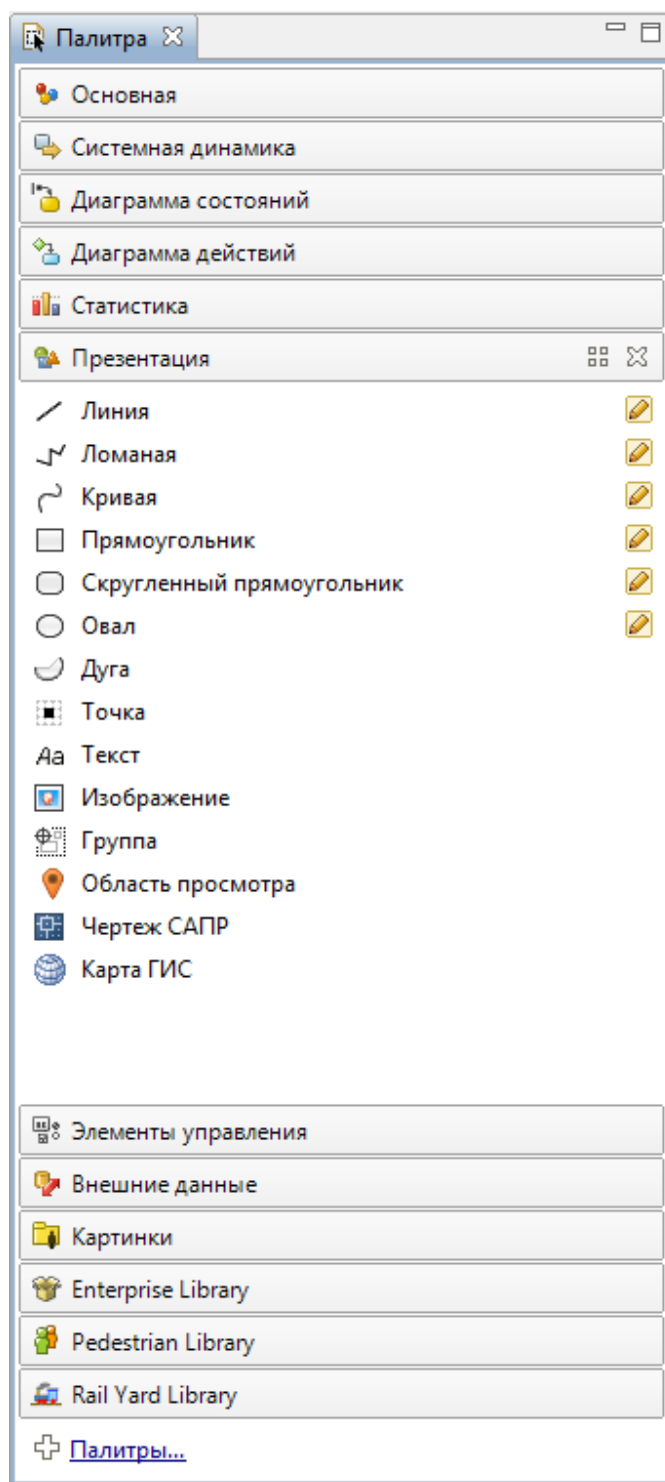 Палитра
Основная
Системная динамика
Диаграмма состояний
Диаграмма действий
Статистика
Презентация
Линия
Ломаная
Кривая
Прямоугольник
Скругленный прямоугольник
Овал
Дуга
Точка
Aa Текст
Изображение
Группа
Область просмотра
Чертеж САПР
Карта ГИС
Элементы управления
Внешние данные
Картинки
Enterprise Library
Pedestrian Library
Rail Yard Library
Палитры...